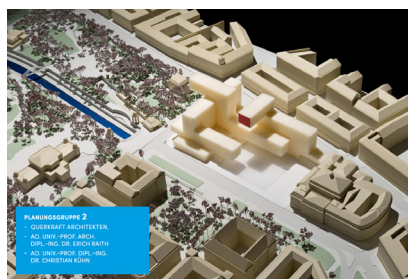 PLANUNGSGRUPPE 2
- QUERKRAFT ARCHITEKTEN,
- AO. UNIV.-PROF. ARCH.
DIPL.-ING. DR. ERICH RAITH
- AO. UNIV.-PROF. DIPL.-ING.
DR. CHRISTIAN KÜHN